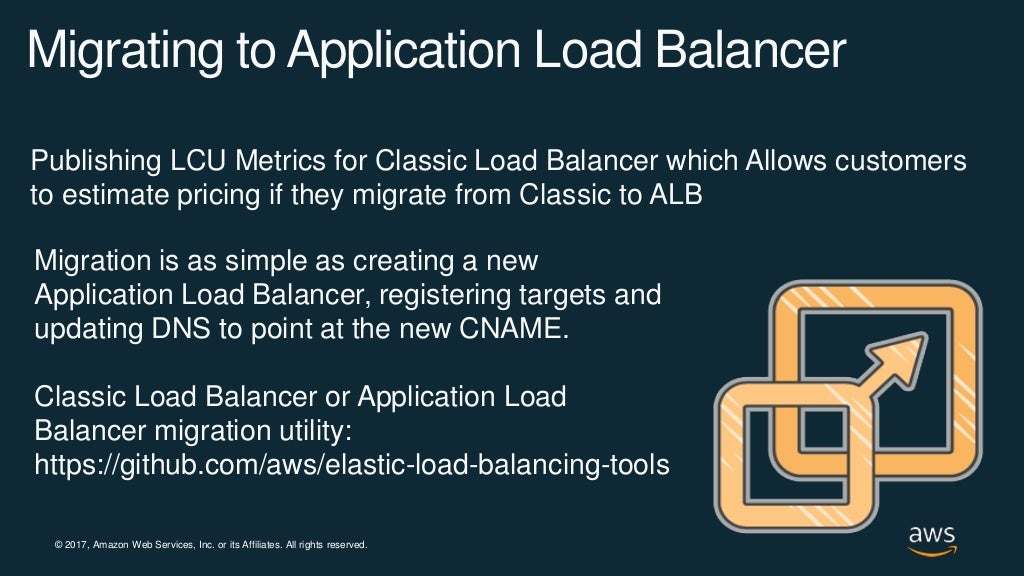 Migrating to Application Load Balancer
Publishing LCU Metrics for Classic Load Balancer which Allows customers
to estimate pricing if they migrate from Classic to ALB
Migration is as simple as creating a new
Application Load Balancer, registering targets and
updating DNS to point at the new CNAME.
Classic Load Balancer or Application Load
Balancer migration utility:
https://github.com/aws/elastic-load-balancing-tools
© 2017, Amazon Web Services, Inc. or its Affiliates. All rights reserved.
aws